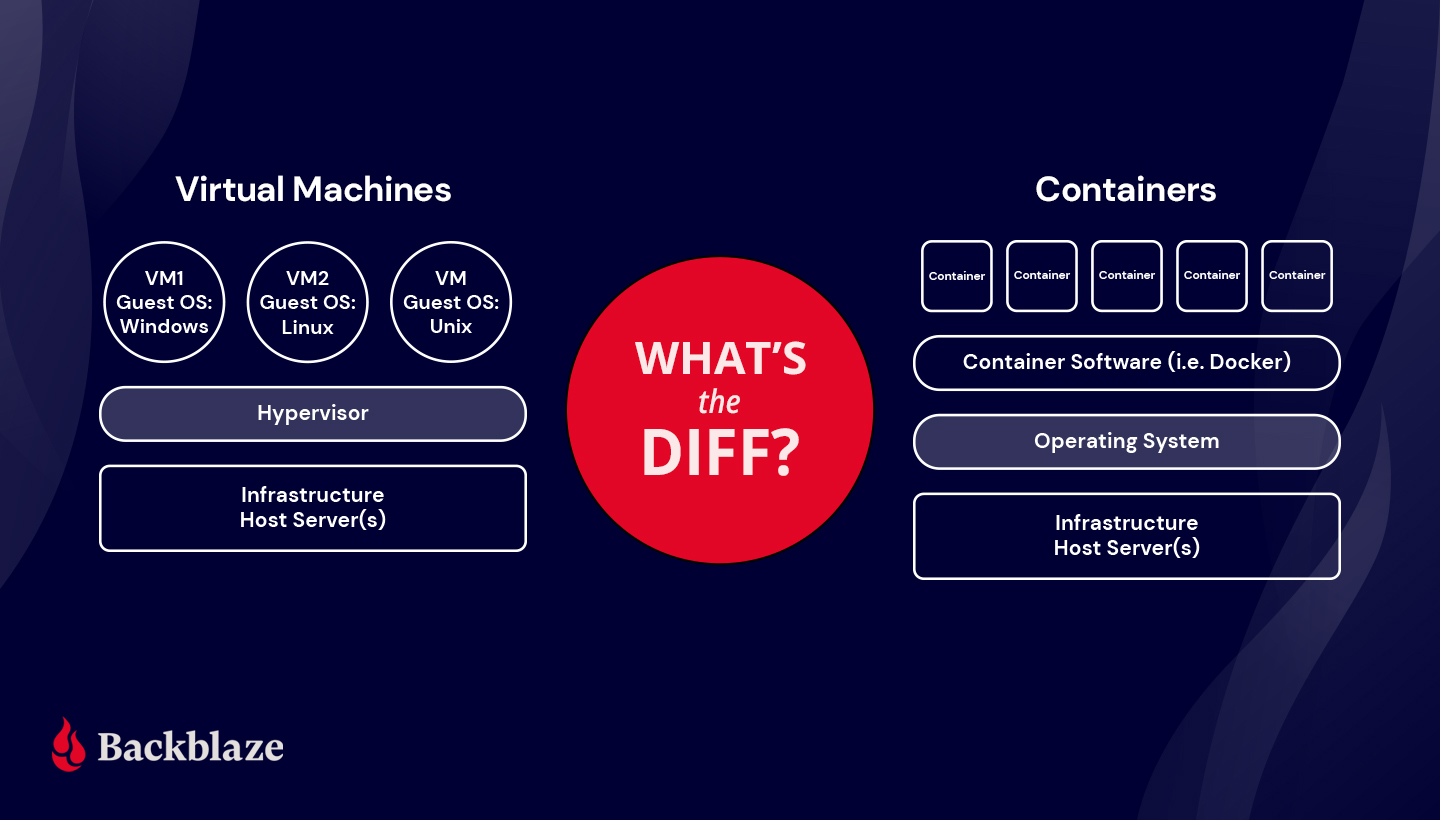 Virtual Machines
VM1
Guest OS:
Windows
VM2
Guest OS:
Linux
VM
Guest OS:
Unix
Hypervisor
Infrastructure
Host Server(s)
WHAT'S
the
DIFF?
Containers
Container
Container
Container
Container
Container
Container Software (i.e. Docker)
Operating System
Infrastructure
Host Server(s)
Backblaze